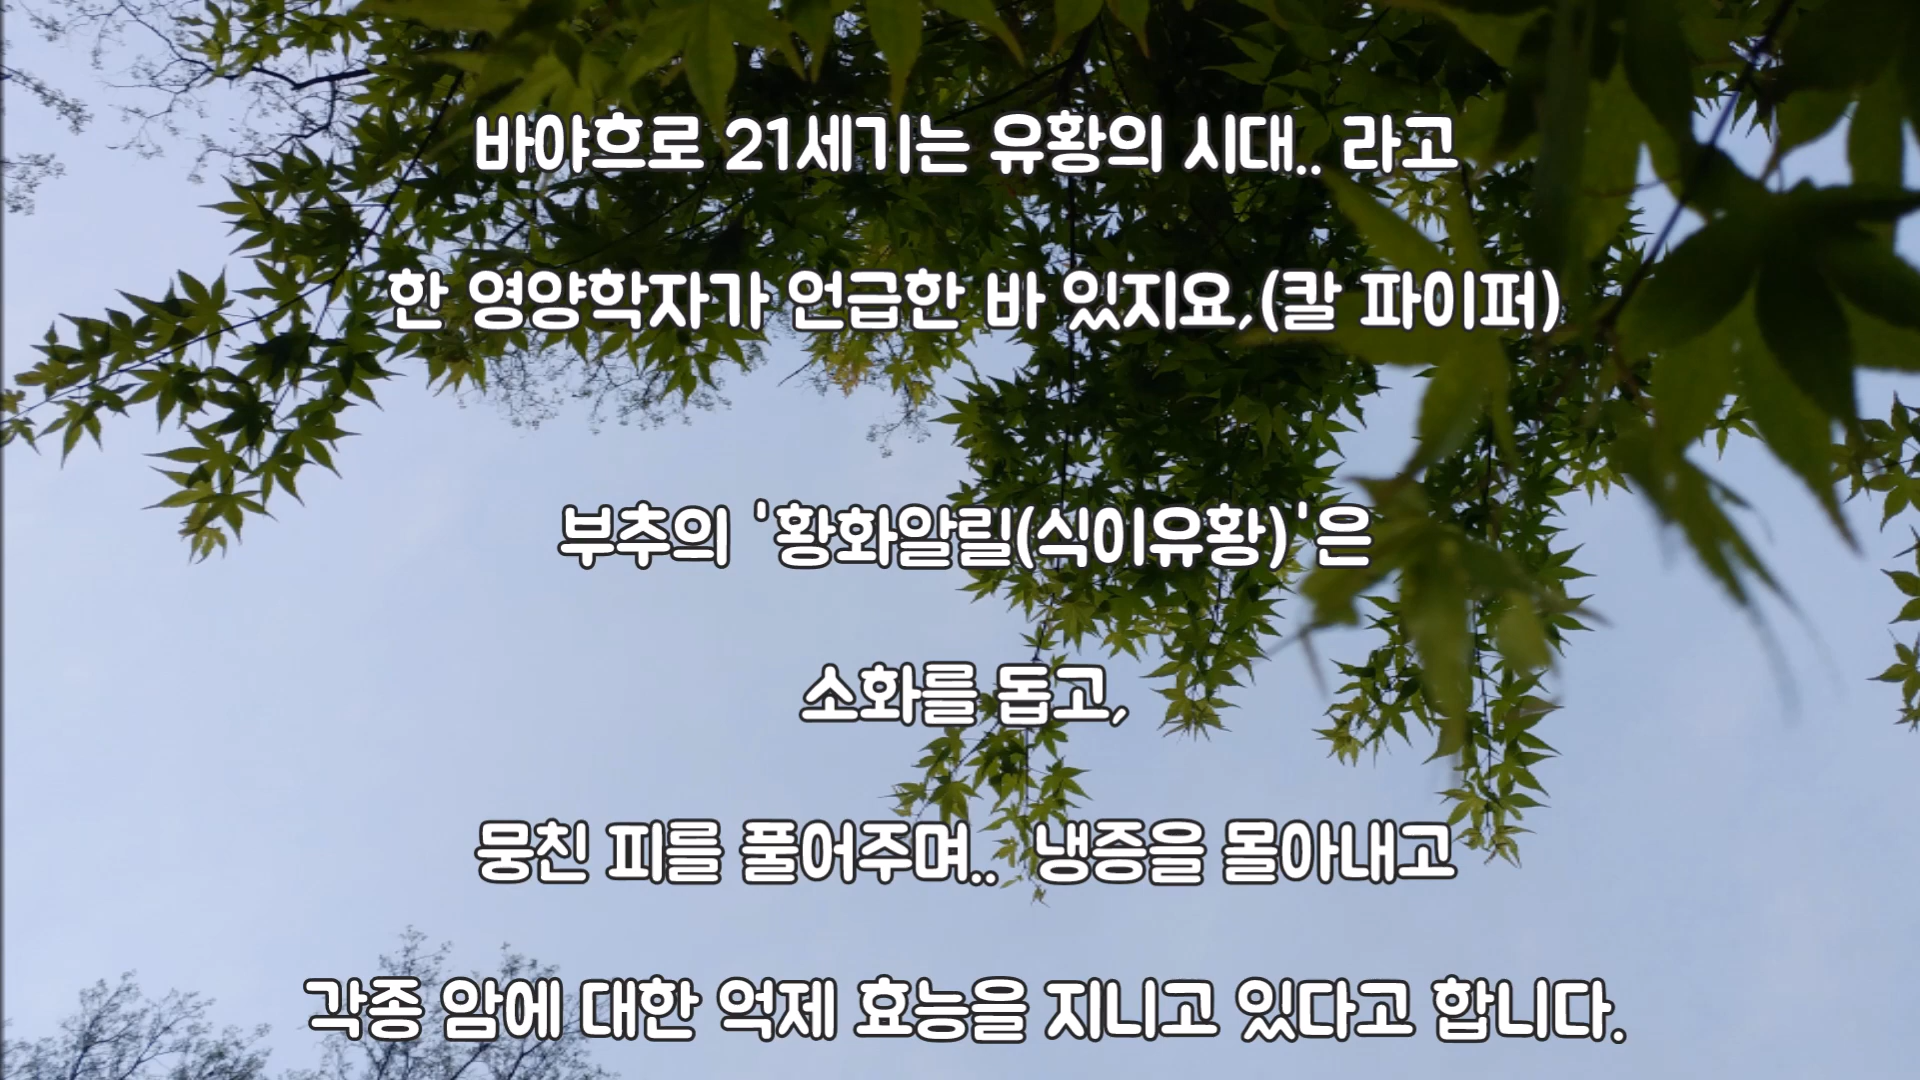 바야흐로 21세기는 유황의 시대.. 라고
한 영양학자가 언급한 바 있지요,(칼 파이퍼)
부추의 '황화알릴(식이유황)'은
소화를 돕고,
뭉친 피를 풀어주며.. 냉증을 몰아내고
각종 암에 대한 억제 효능을 지니고 있다고 합니다.